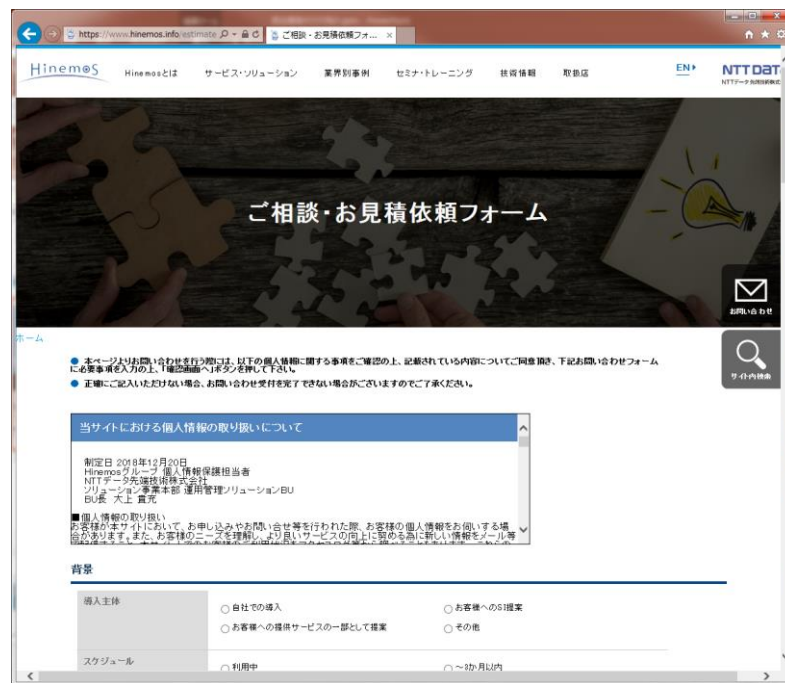 https://www.hinemos.info/estimate
ご相談・お見積依頼フォ...
Hinemos
Hinemosとは
サービス・ソリューション
業界別事例
セミナ・トレーニング
技術情報
取扱店
EN
NTT DaT
ご相談・お見積依頼フォーム
お問い合わせ
サイト内検索
ホーム
本ページよりお問い合わせを行う際には、以下の個人情報に関する事項をご確認の上、記載されている内容についてご同意頂き、下記お問い合わせフォーム
に必要事項を入力の上、「確認画面へ」ボタンを押して下さい。
正確にご記入いただけない場合、お問い合わせ受付を完了できない場合がございますのでご了承ください。
当サイトにおける個人情報の取り扱いについて
制定日 2018年12月20日
Hinemosグループ 個人情報保護担当者
NTTデータ先端技術株式会社
ソリューション事業本部 運用管理ソリューションBU
BU長 大上 貴充
■個人情報の取り扱い
お客様が本サイトにおいて、お申し込みやお問い合せ等を行われた際、お客様の個人情報をお伺いする場
合があります。また、お客様のニーズを理解し、より良いサービスの向上に努める為に新しい情報をメール等
背景
導入主体
自社での導入
お客様へのSI提案
お客様への提供サービスの一部として提案
その他
スケジュール
利用中
～3か月以内